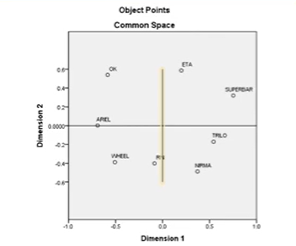 Object Points
Common Space
OK
ETA
SUPERBAR
ARIEL
TRILO
WHEEL
NIRMA
0.6
0.4
0.2
0.0000
-0.2
-0.4
-0.6
-1.0
-0.5
0.0
0.5
1.0
Dimension 2
Dimension 1